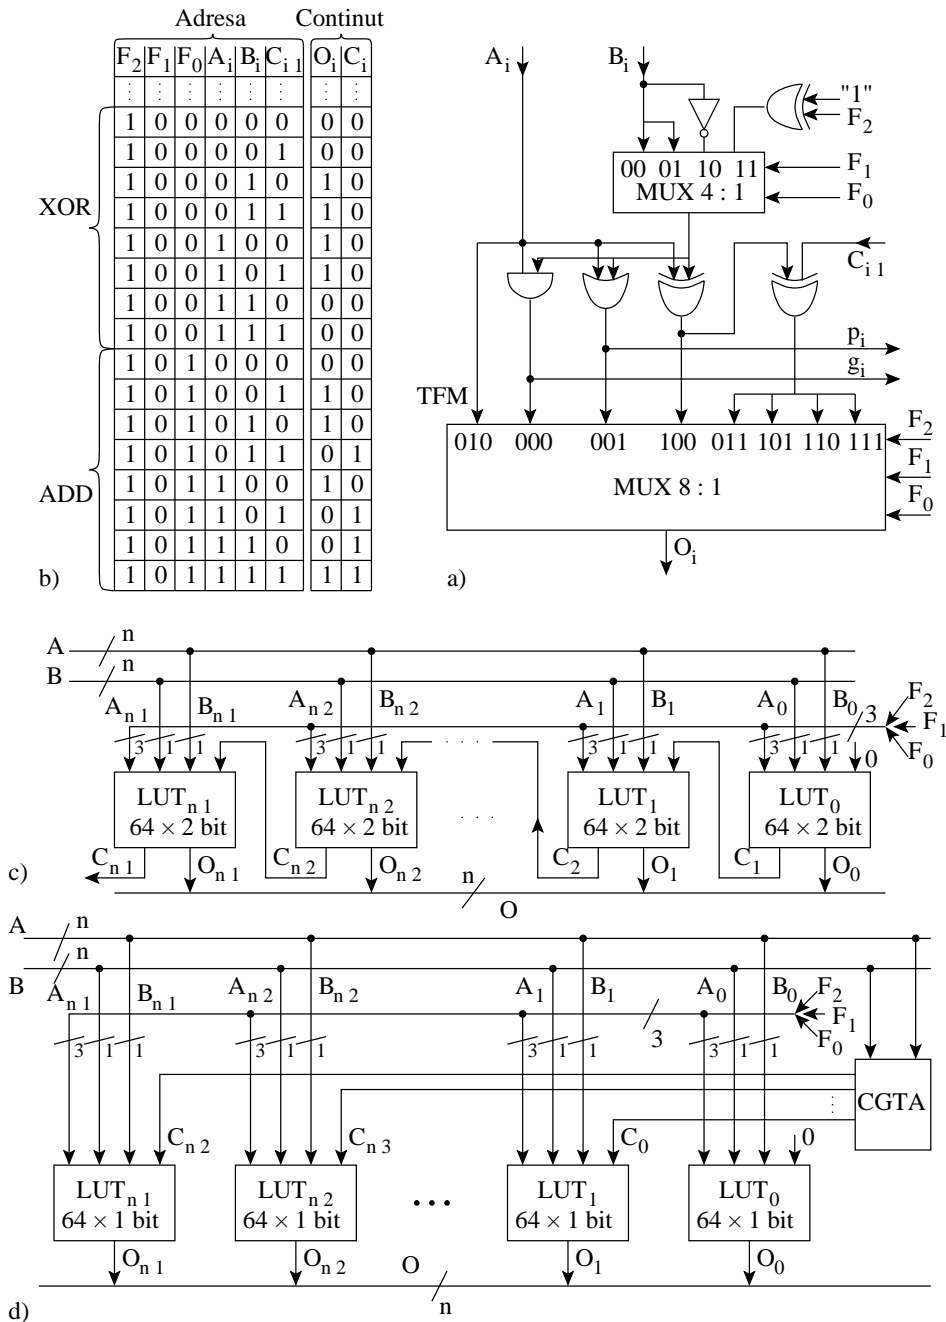 b)
Adresa Continut
F2 F1 F0 Ai Bi Ci 1 Oi Ci
XOR
1 0 0 0 0 0 0 0
1 0 0 0 0 1 0 0
1 0 0 0 1 0 1 0
1 0 0 0 1 1 1 0
1 0 0 1 0 0 1 0
1 0 0 1 0 1 1 0
1 0 0 1 1 0 0 0
1 0 0 1 1 1 0 0
ADD
1 0 1 0 0 0 0 0
1 0 1 0 0 1 1 0
1 0 1 0 1 0 1 0
1 0 1 0 1 1 0 1
1 0 1 1 0 0 1 0
1 0 1 1 0 1 0 1
1 0 1 1 1 0 0 1
1 0 1 1 1 1 1 1
a)
Ai Bi
"1"
F2
00 01 10 11
MUX 4 : 1
F1
F0
Ci 1
pi
gi
TFM
010 000 001 100 011 101 110 111
MUX 8 : 1
F2
F1
F0
Oi
c)
A n
B n
An 1 Bn 1 An 2 Bn 2 A1 B1 A0 B0 3 F2
F1
F0
3 1 1 3 1 1 3 1 1 3 1 1 0
LUTn 1 LUTn 2 LUT1 LUT0
64 × 2 bit 64 × 2 bit 64 × 2 bit 64 × 2 bit
Cn 1 On 1 Cn 2 On 2 C2 O1 C1 O0
n
O
d)
A n
B n
An 1 Bn 1 An 2 Bn 2 A1 B1 A0 B0 F2
F1
F0
3 1 1 3 1 1 3 1 1 3 3 1 1
CGTA
Cn 2 Cn 3 C0 0
LUTn 1 LUTn 2 LUT1 LUT0
64 × 1 bit 64 × 1 bit 64 × 1 bit 64 × 1 bit
On 1 On 2 O1 O0
O
n